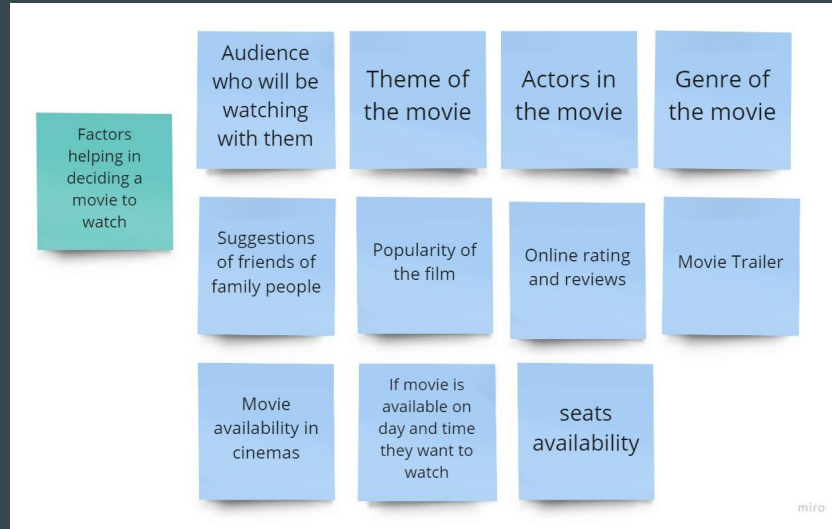 Factors
helping in
deciding a
movie to
watch
Audience
who will be
watching
with them
Theme of
the movie
Actors in
the movie
Genre of
the movie
Suggestions
of friends of
family people
Popularity of
the film
Online rating
and reviews
Movie Trailer
Movie
availability in
cinemas
If movie is
available on
day and time
they want to
watch
seats
availability
miro